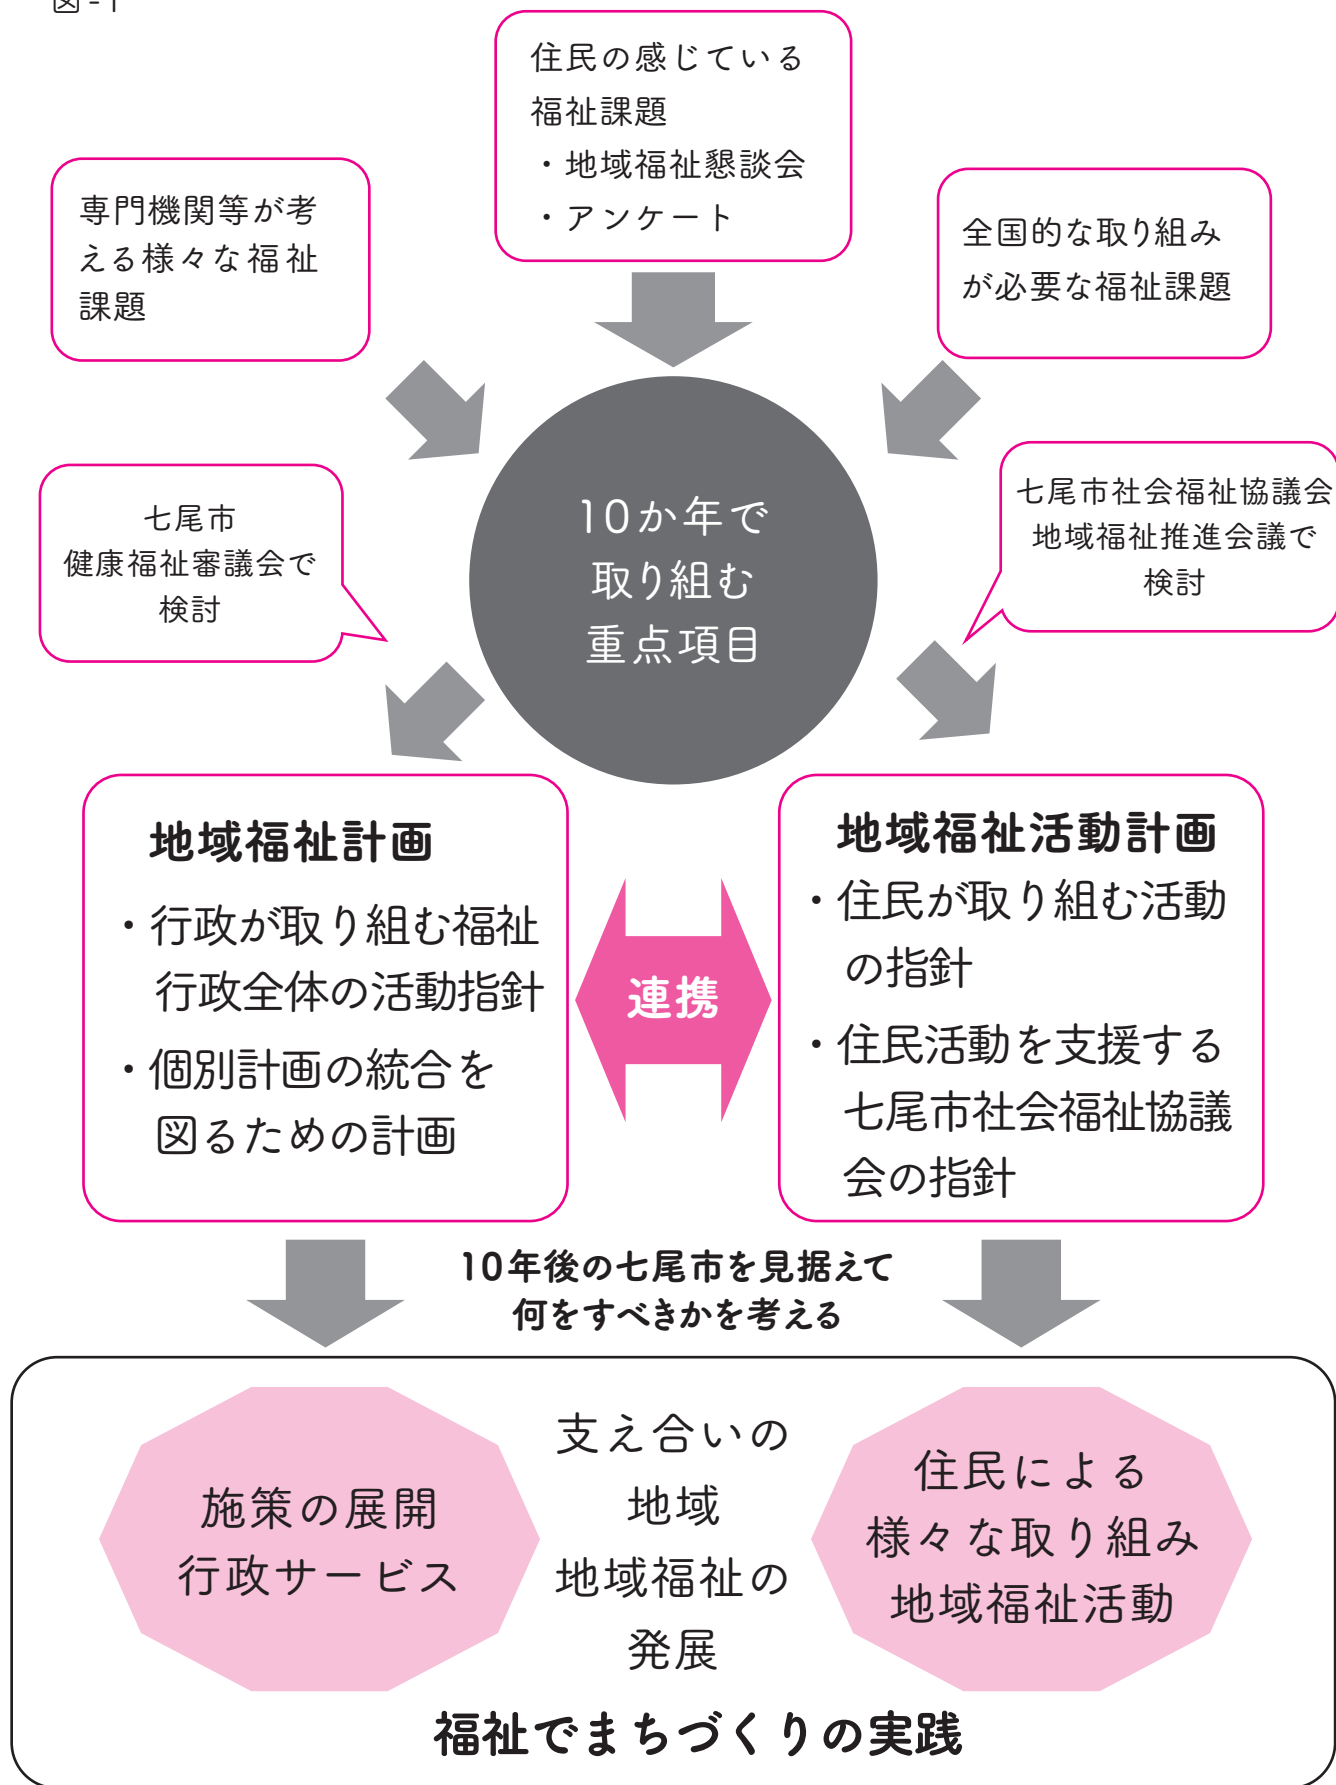 図-1
住民の感じている
福祉課題
・地域福祉懇談会
・アンケート
専門機関等が考
える様々な福祉
課題
全国的な取り組み
が必要な福祉課題
10か年で
取り組む
重点項目
七尾市
健康福祉審議会で
検討
七尾市社会福祉協議会
地域福祉推進会議で
検討
地域福祉計画
・行政が取り組む福祉
行政全体の活動指針
・個別計画の統合を
図るための計画
連携
地域福祉活動計画
・住民が取り組む活動
の指針
・住民活動を支援する
七尾市社会福祉協議
会の指針
10年後の七尾市を見据えて
何をすべきかを考える
施策の展開
行政サービス
支え合いの
地域
地域福祉の
発展
住民による
様々な取り組み
地域福祉活動
福祉でまちづくりの実践